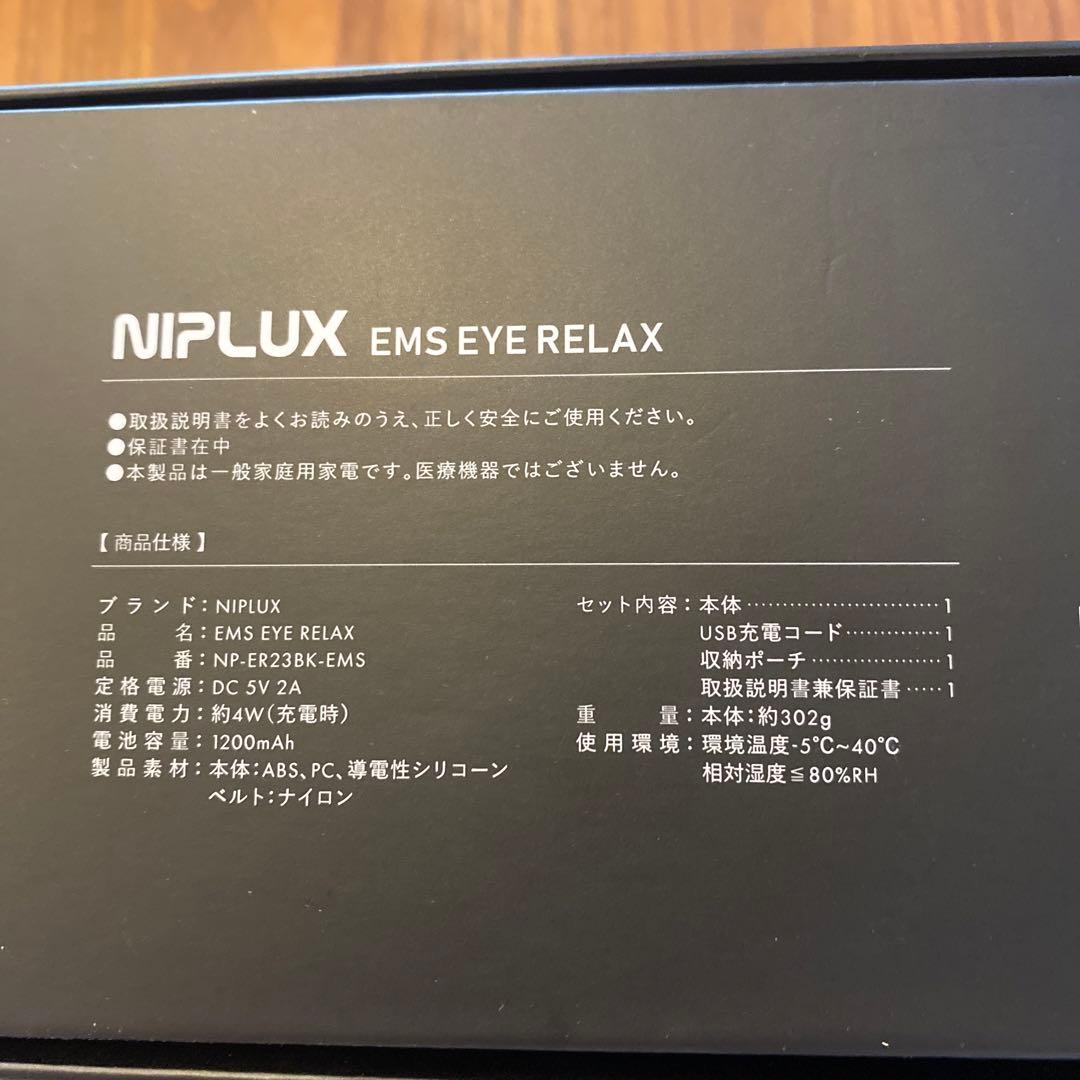 NIPLUX EMS EYE RELAX
●取扱説明書をよくお読みのうえ、正しく安全にご使用ください。
●保証書在中
●本製品は一般家庭用家電です。医療機器ではございません。
【 商品仕様 】
ブランド：NIPLUX
品　　名：EMS EYE RELAX
品　　番：NP-ER23BK-EMS
定格電源：DC 5V 2A
消費電力：約4W（充電時）
電池容量：1200mAh
製品素材：本体：ABS、PC、導電性シリコーン
ベルト：ナイロン
セット内容：本体…………………………1
USB充電コード……………1
収納ポーチ…………………1
取扱説明書兼保証書……1
重　　量：本体：約302g
使用環境：環境温度-5℃~40℃
相対湿度≦80%RH